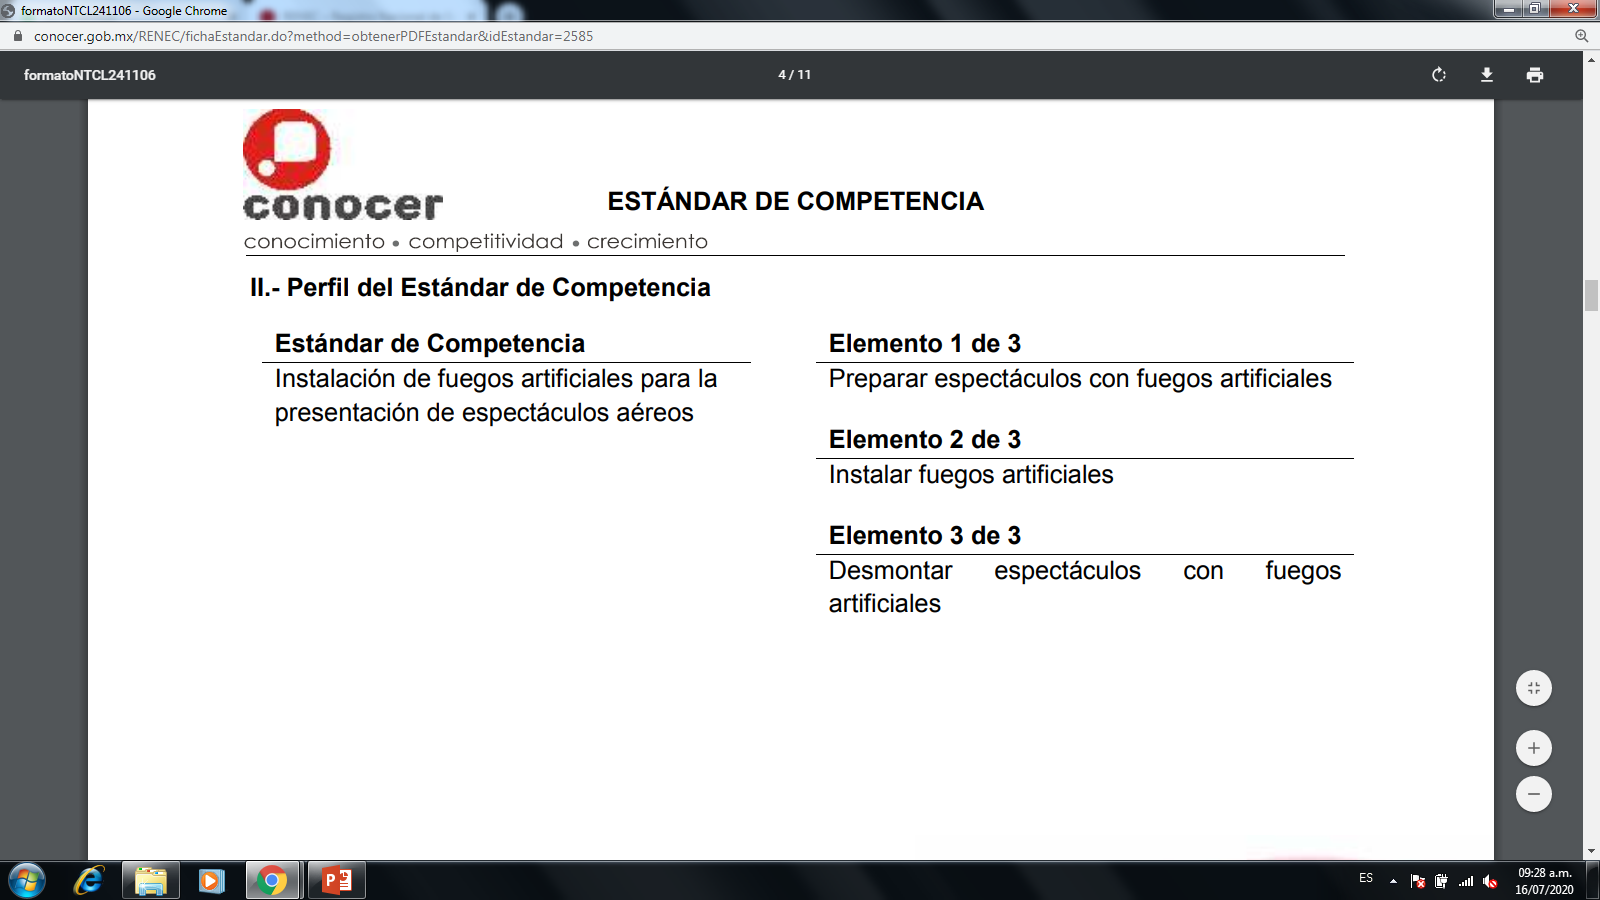 formatoNTCL241106 - Google Chrome
conocer.gob.mx/RENEC/fichaEstandar.do?method=obtenerPDFEstandar&idEstandar=2585
formatoNTCL241106
4 / 11
conocer
ESTÁNDAR DE COMPETENCIA
conocimiento • competitividad • crecimiento
II.- Perfil del Estándar de Competencia
Estándar de Competencia
Instalación de fuegos artificiales para la
presentación de espectáculos aéreos
Elemento 1 de 3
Preparar espectáculos con fuegos artificiales
Elemento 2 de 3
Instalar fuegos artificiales
Elemento 3 de 3
Desmontar espectáculos con fuegos
artificiales
ES
09:28 a.m.
16/07/2020